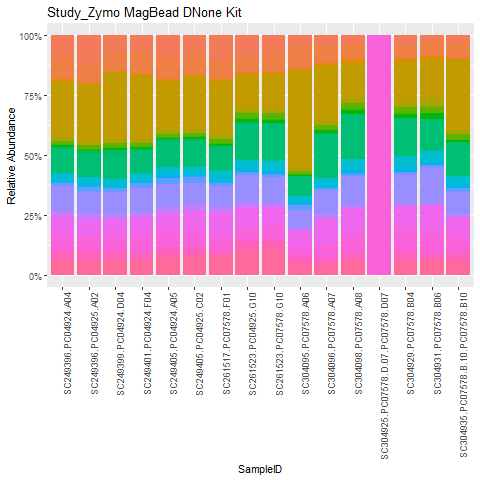 Study_Zymo MagBead DNone Kit
Relative Abundance
100%
75%
50%
25%
0%
SC249396.PC04924.A04
SC249396.PC04925.A02
SC249399.PC04924.D04
SC249401.PC04924.F04
SC249405.PC04924.A05
SC249405.PC04925.C02
SC261517.PC07578.F01
SC261523.PC04925.G10
SC261523.PC07578.G10
SC304095.PC07578.A06
SC304096.PC07578.A07
SC304098.PC07578.A08
SC304925.PC07578.D.07.PC07578.D07
SC304929.PC07578.B04
SC304931.PC07578.B06
SC304935.PC07578.B.10.PC07578.B10
SampleID